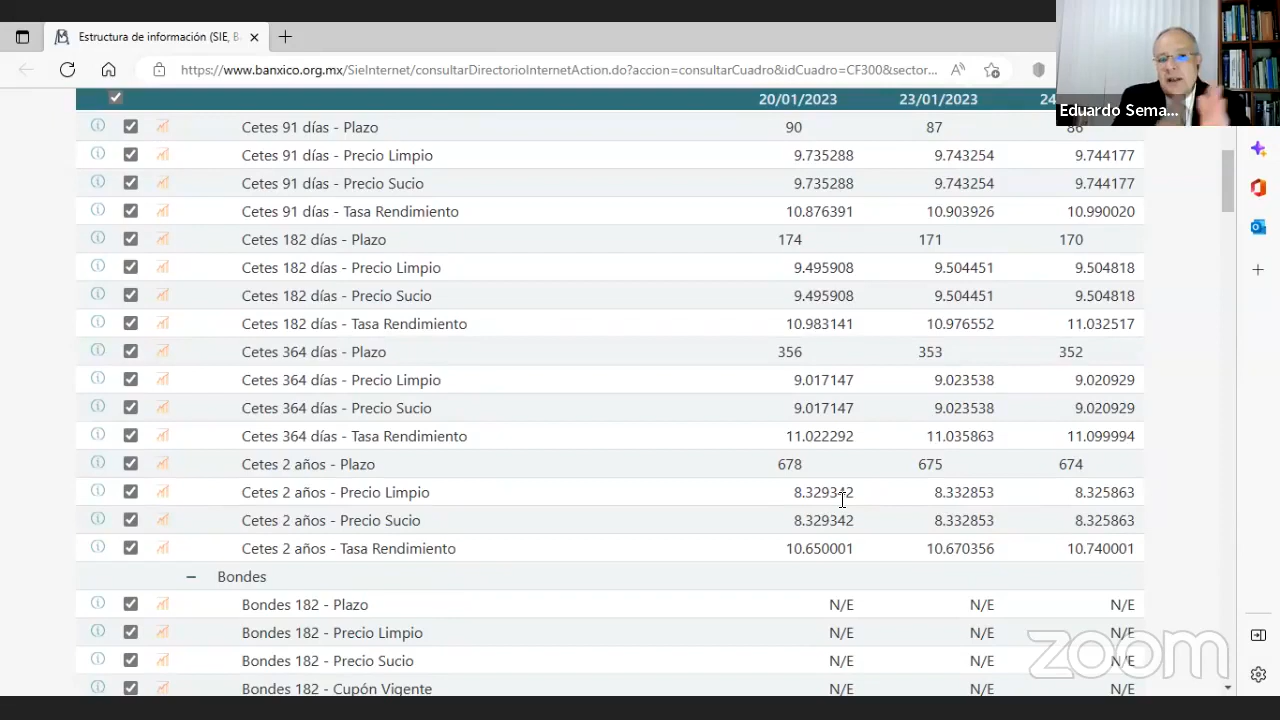 Estructura de información (SIE, B
https://www.banxico.org.mx/SieInternet/consultarDirectorioInternetAction.do?accion=consultarCuadro&idCuadro=CF300&sector...
Eduardo Sema...
20/01/2023 23/01/2023 24
Cetes 91 días - Plazo 90 87 86
Cetes 91 días - Precio Limpio 9.735288 9.743254 9.744177
Cetes 91 días - Precio Sucio 9.735288 9.743254 9.744177
Cetes 91 días - Tasa Rendimiento 10.876391 10.903926 10.990020
Cetes 182 días - Plazo 174 171 170
Cetes 182 días - Precio Limpio 9.495908 9.504451 9.504818
Cetes 182 días - Precio Sucio 9.495908 9.504451 9.504818
Cetes 182 días - Tasa Rendimiento 10.983141 10.976552 11.032517
Cetes 364 días - Plazo 356 353 352
Cetes 364 días - Precio Limpio 9.017147 9.023538 9.020929
Cetes 364 días - Precio Sucio 9.017147 9.023538 9.020929
Cetes 364 días - Tasa Rendimiento 11.022292 11.035863 11.099994
Cetes 2 años - Plazo 678 675 674
Cetes 2 años - Precio Limpio 8.329342 8.332853 8.325863
Cetes 2 años - Precio Sucio 8.329342 8.332853 8.325863
Cetes 2 años - Tasa Rendimiento 10.650001 10.670356 10.740001
Bondes
Bondes 182 - Plazo N/E N/E N/E
Bondes 182 - Precio Limpio N/E N/E N/E
Bondes 182 - Precio Sucio N/E N/E N/E
Bondes 182 - Cupón Vigente N/E N/E N/E
zoom